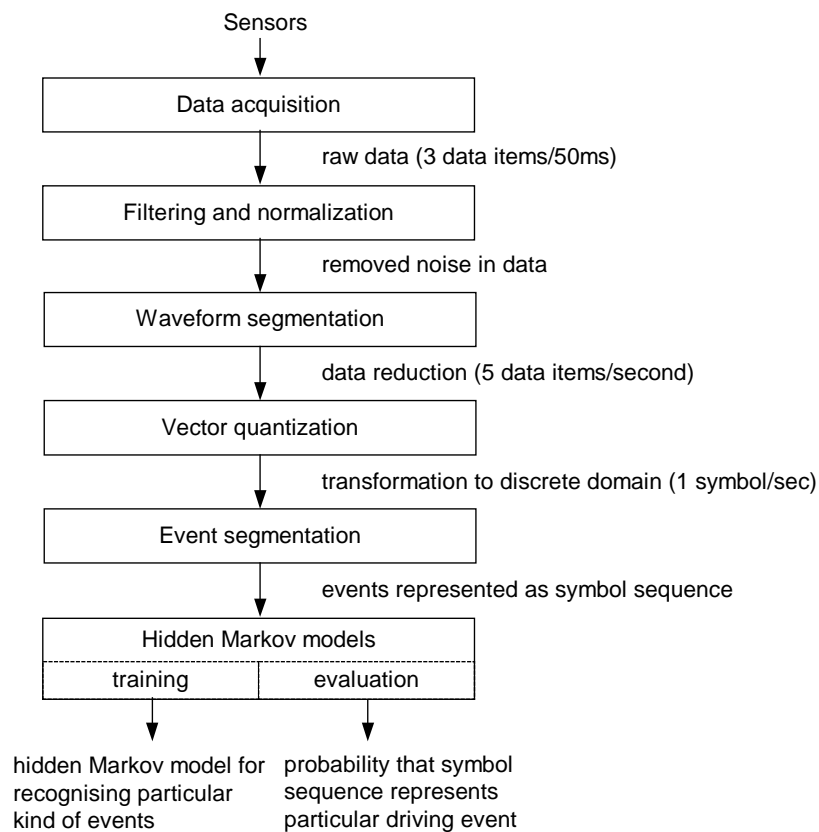 Sensors
Data acquisition
raw data (3 data items/50ms)
Filtering and normalization
removed noise in data
Waveform segmentation
data reduction (5 data items/second)
Vector quantization
transformation to discrete domain (1 symbol/sec)
Event segmentation
events represented as symbol sequence
Hidden Markov models
training
evaluation
hidden Markov model for
recognising particular
kind of events
probability that symbol
sequence represents
particular driving event